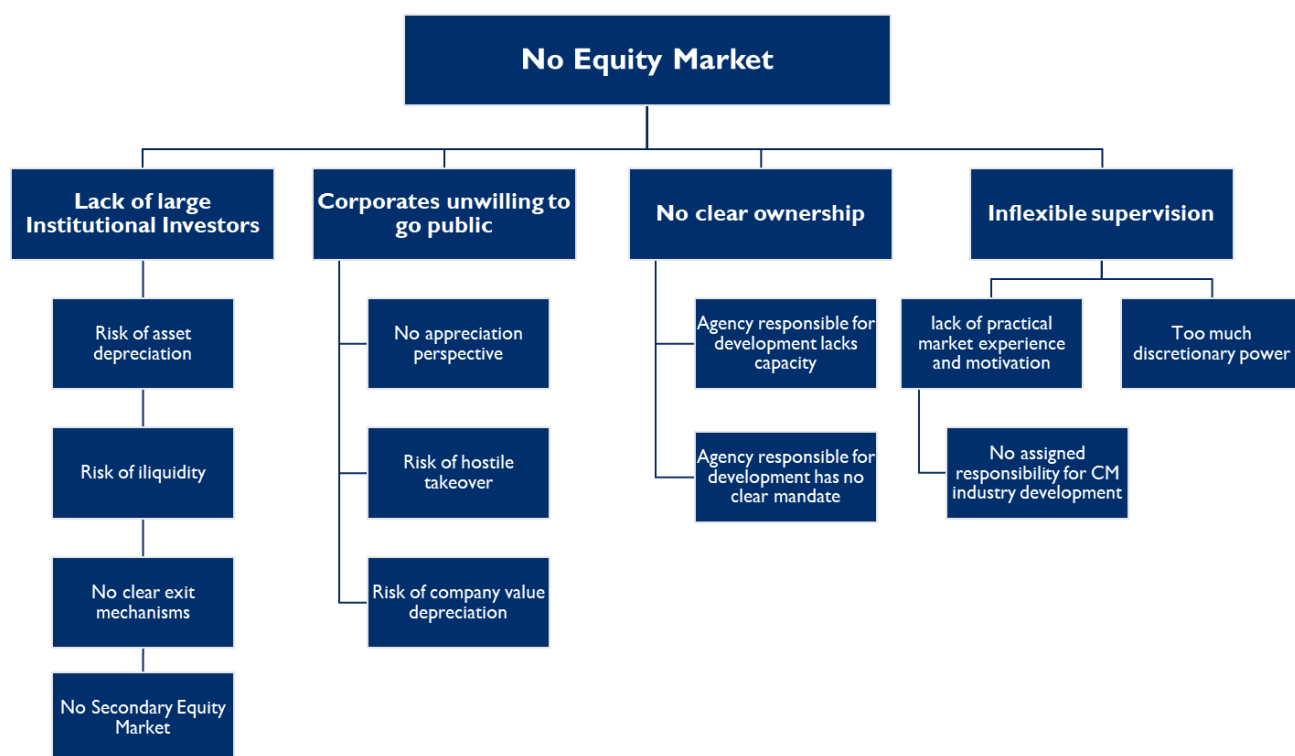 No Equity Market
Lack of large
Institutional Investors
Corporates unwilling to
go public
No clear ownership
Inflexible supervision
Risk of asset
depreciation
Risk of iliquidity
No clear exit
mechanisms
No Secondary Equity
Market
No appreciation
perspective
Risk of hostile
takeover
Risk of company value
depreciation
Agency responsible for
development lacks
capacity
Agency responsible for
development has no
clear mandate
lack of practical
market experience
and motivation
No assigned
responsibility for CM
industry development
Too much
discretionary power